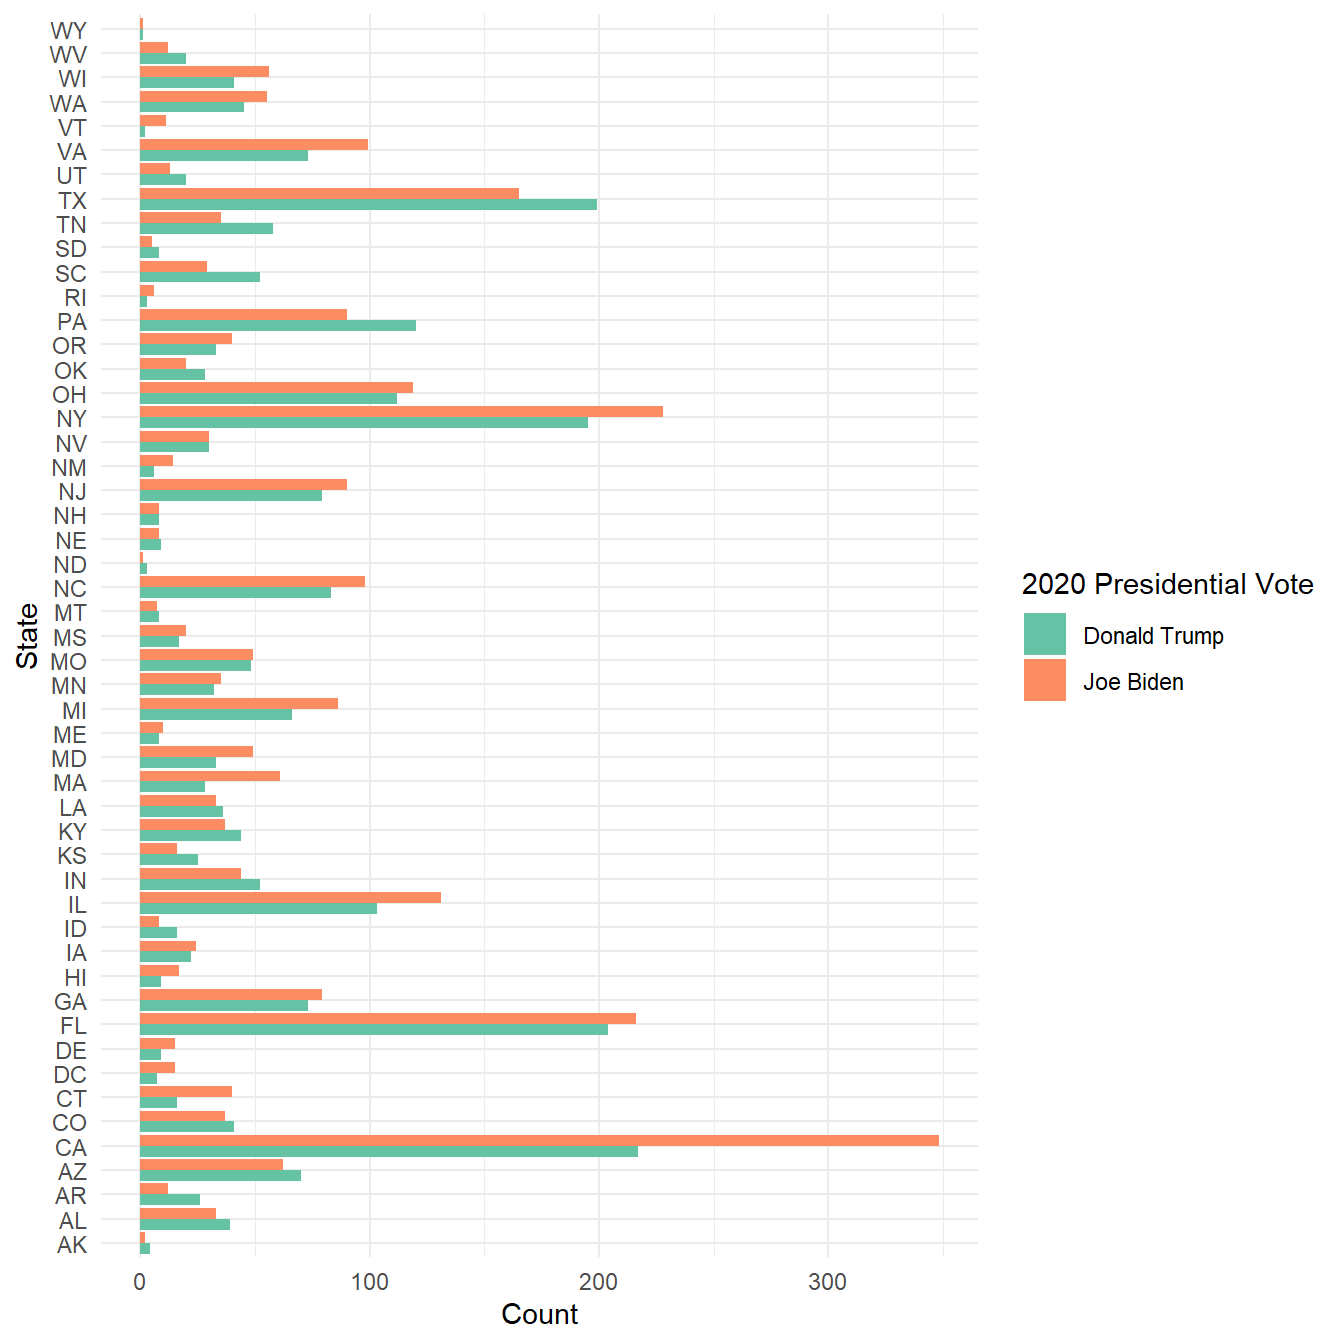 WY
WV
WI
WA
VT
VA
UT
TX
TN
SD
SC
RI
PA
OR
OK
OH
NY
NV
NM
NJ
NH
NE
ND
NC
MT
MS
MO
MN
MI
ME
MD
MA
LA
KY
KS
IN
IL
ID
IA
HI
GA
FL
DE
DC
CT
CO
CA
AZ
AR
AL
AK
State
0 100 200 300
Count
2020 Presidential Vote
Donald Trump
Joe Biden